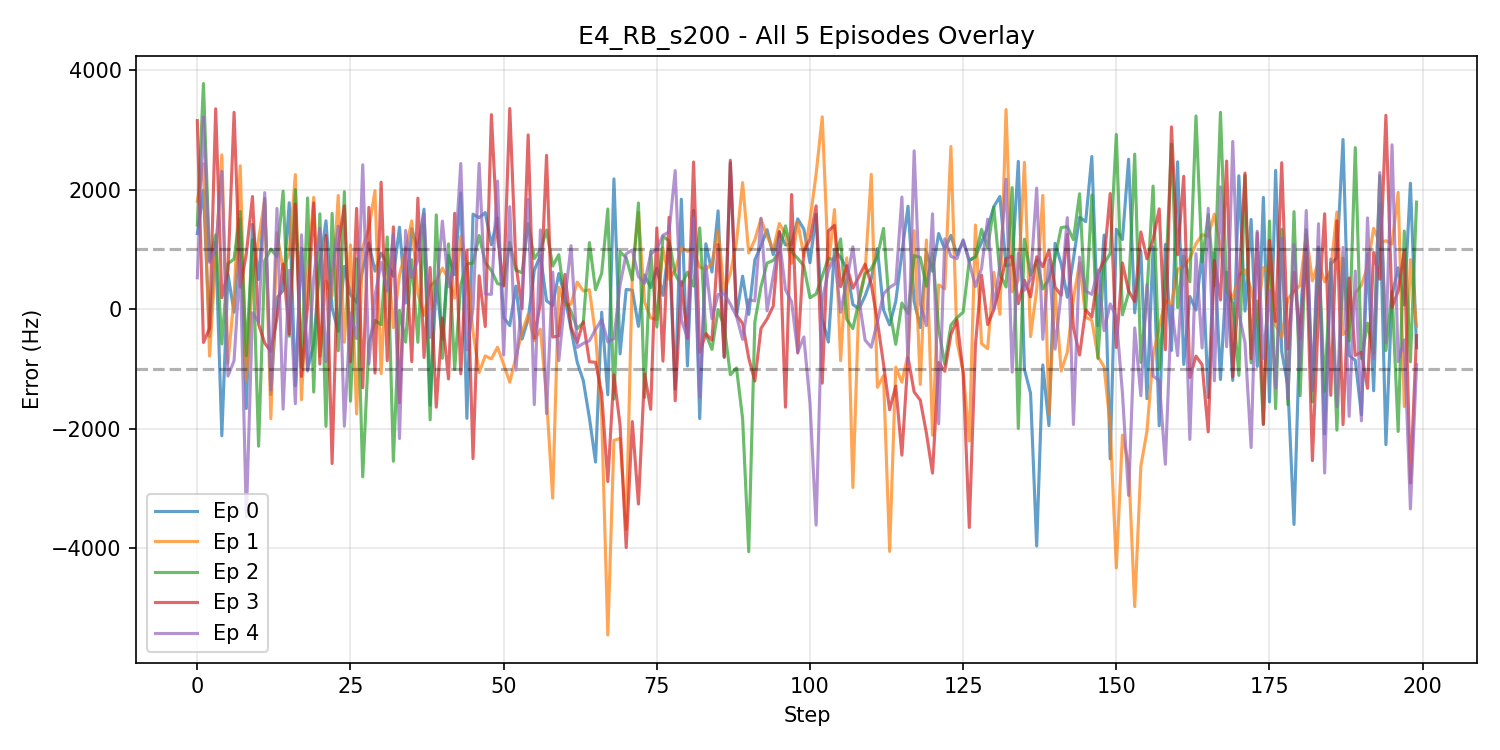 E4_RB_s200 - All 5 Episodes Overlay
Error (Hz)
4000
2000
0
−2000
−4000
Ep 0
Ep 1
Ep 2
Ep 3
Ep 4
0 25 50 75 100 125 150 175 200
Step